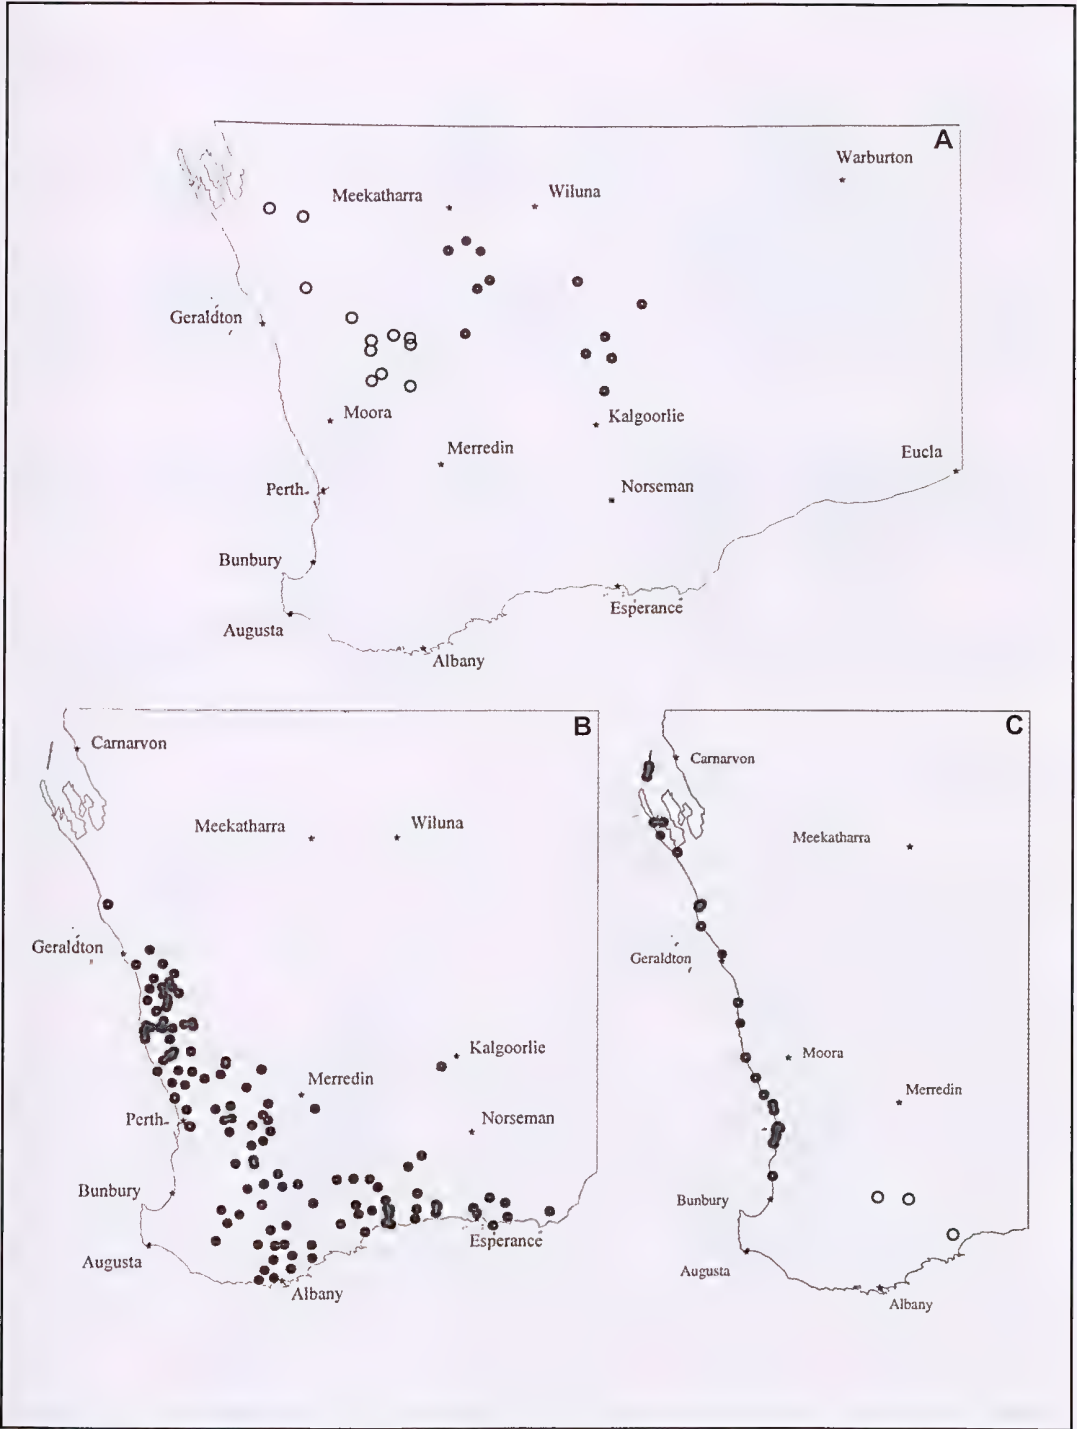 A
Warburton
Meekatharra
Wiluna
Geraldton
Moora
Kalgoorlie
Merredin
Eucla
Perth
Norseman
Bunbury
Esperance
Augusta
Albany
B
Carnarvon
Meekatharra
Wiluna
Geraldton
Kalgoorlie
Merredin
Perth
Norseman
Bunbury
Esperance
Augusta
Albany
C
Carnarvon
Meekatharra
Geraldton
Moora
Merredin
Bunbury
Augusta
Albany